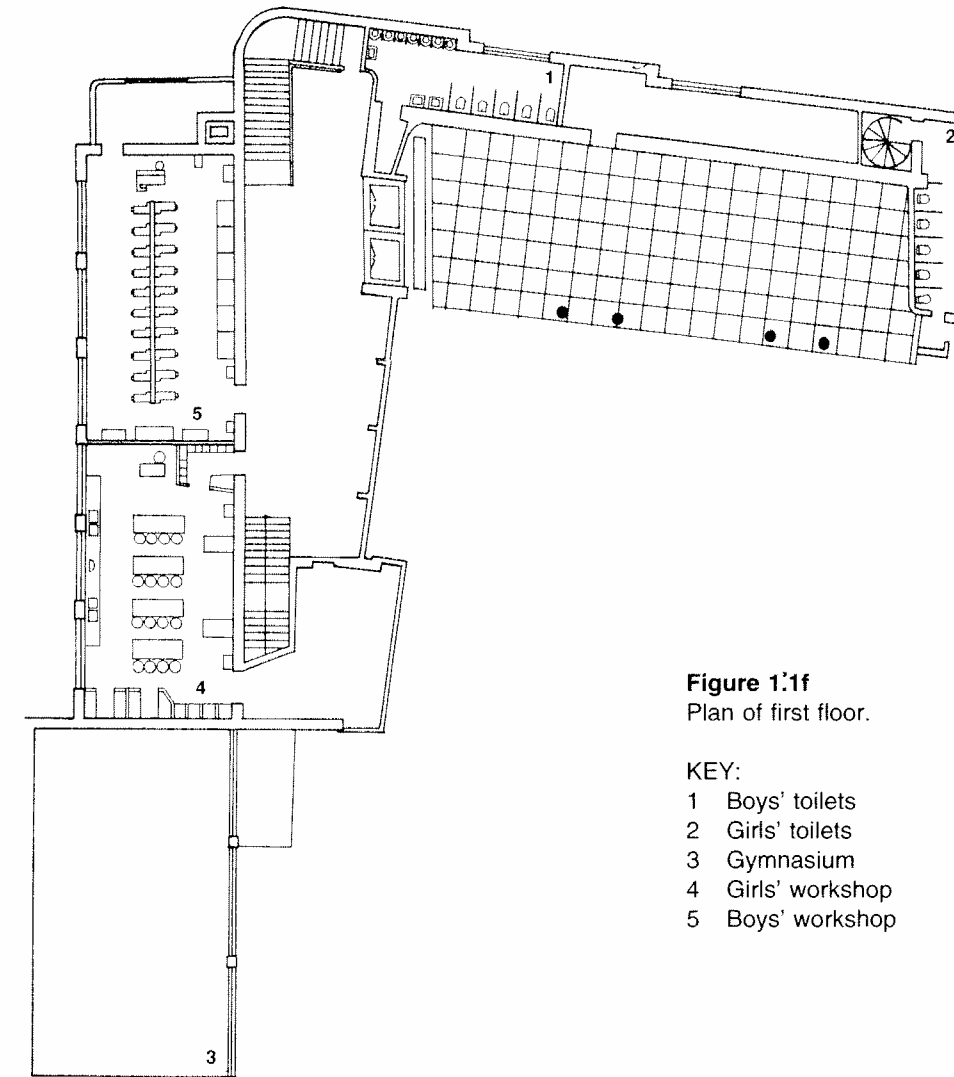 1
2
5
4
3
Figure 1.1f
Plan of first floor.
KEY:
1 Boys' toilets
2 Girls' toilets
3 Gymnasium
4 Girls' workshop
5 Boys' workshop